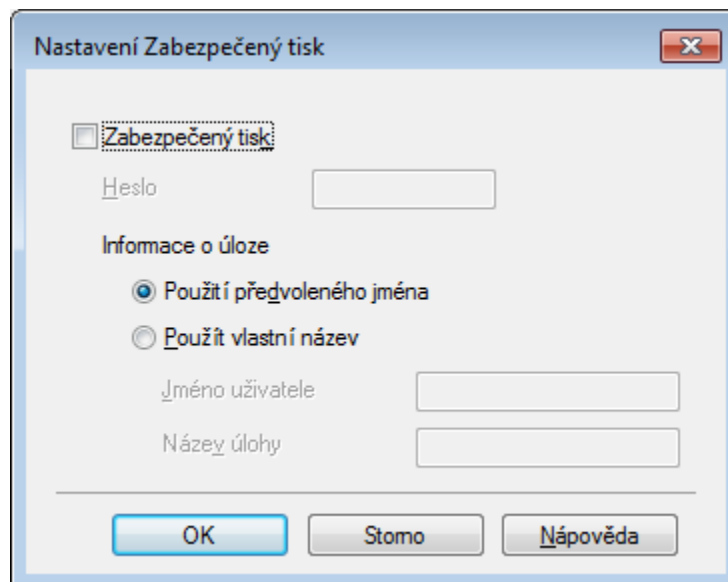 Nastavení Zabezpečený tisk
Zabezpečený tisk
Heslo
Informace o úloze
Použití předvoleného jména
Použít vlastní název
Jméno uživatele
Název úlohy
OK Storno Nápověda